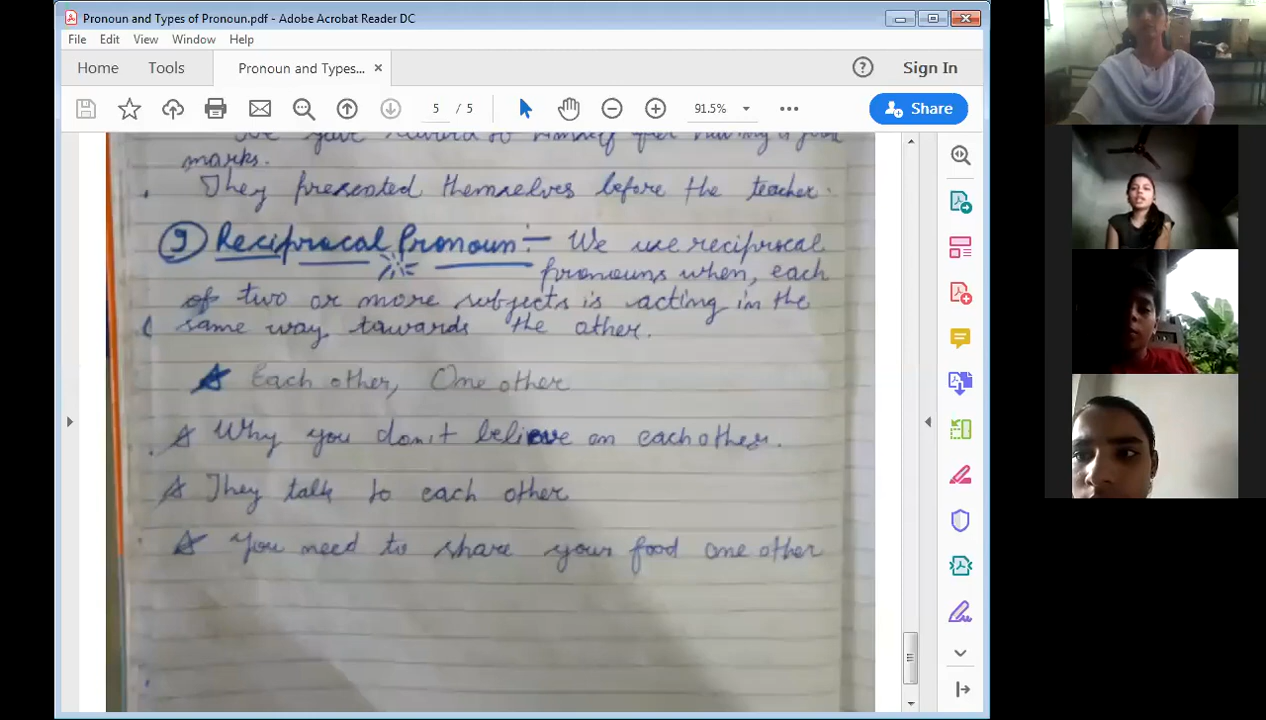 Pronoun and Types of Pronoun.pdf - Adobe Acrobat Reader DC
File Edit View Window Help
Home Tools Pronoun and Types... × Sign In
5 / 5 91.5% Share
himself after having
marks.
They presented themselves before the teacher.
9 Reciprocal Pronoun :- We use reciprocal
pronouns when, each
of two or more subjects is acting in the
same way towards the other.
Each other, One other
Why you don't believe on each other.
They talk to each other
You need to share your food one other